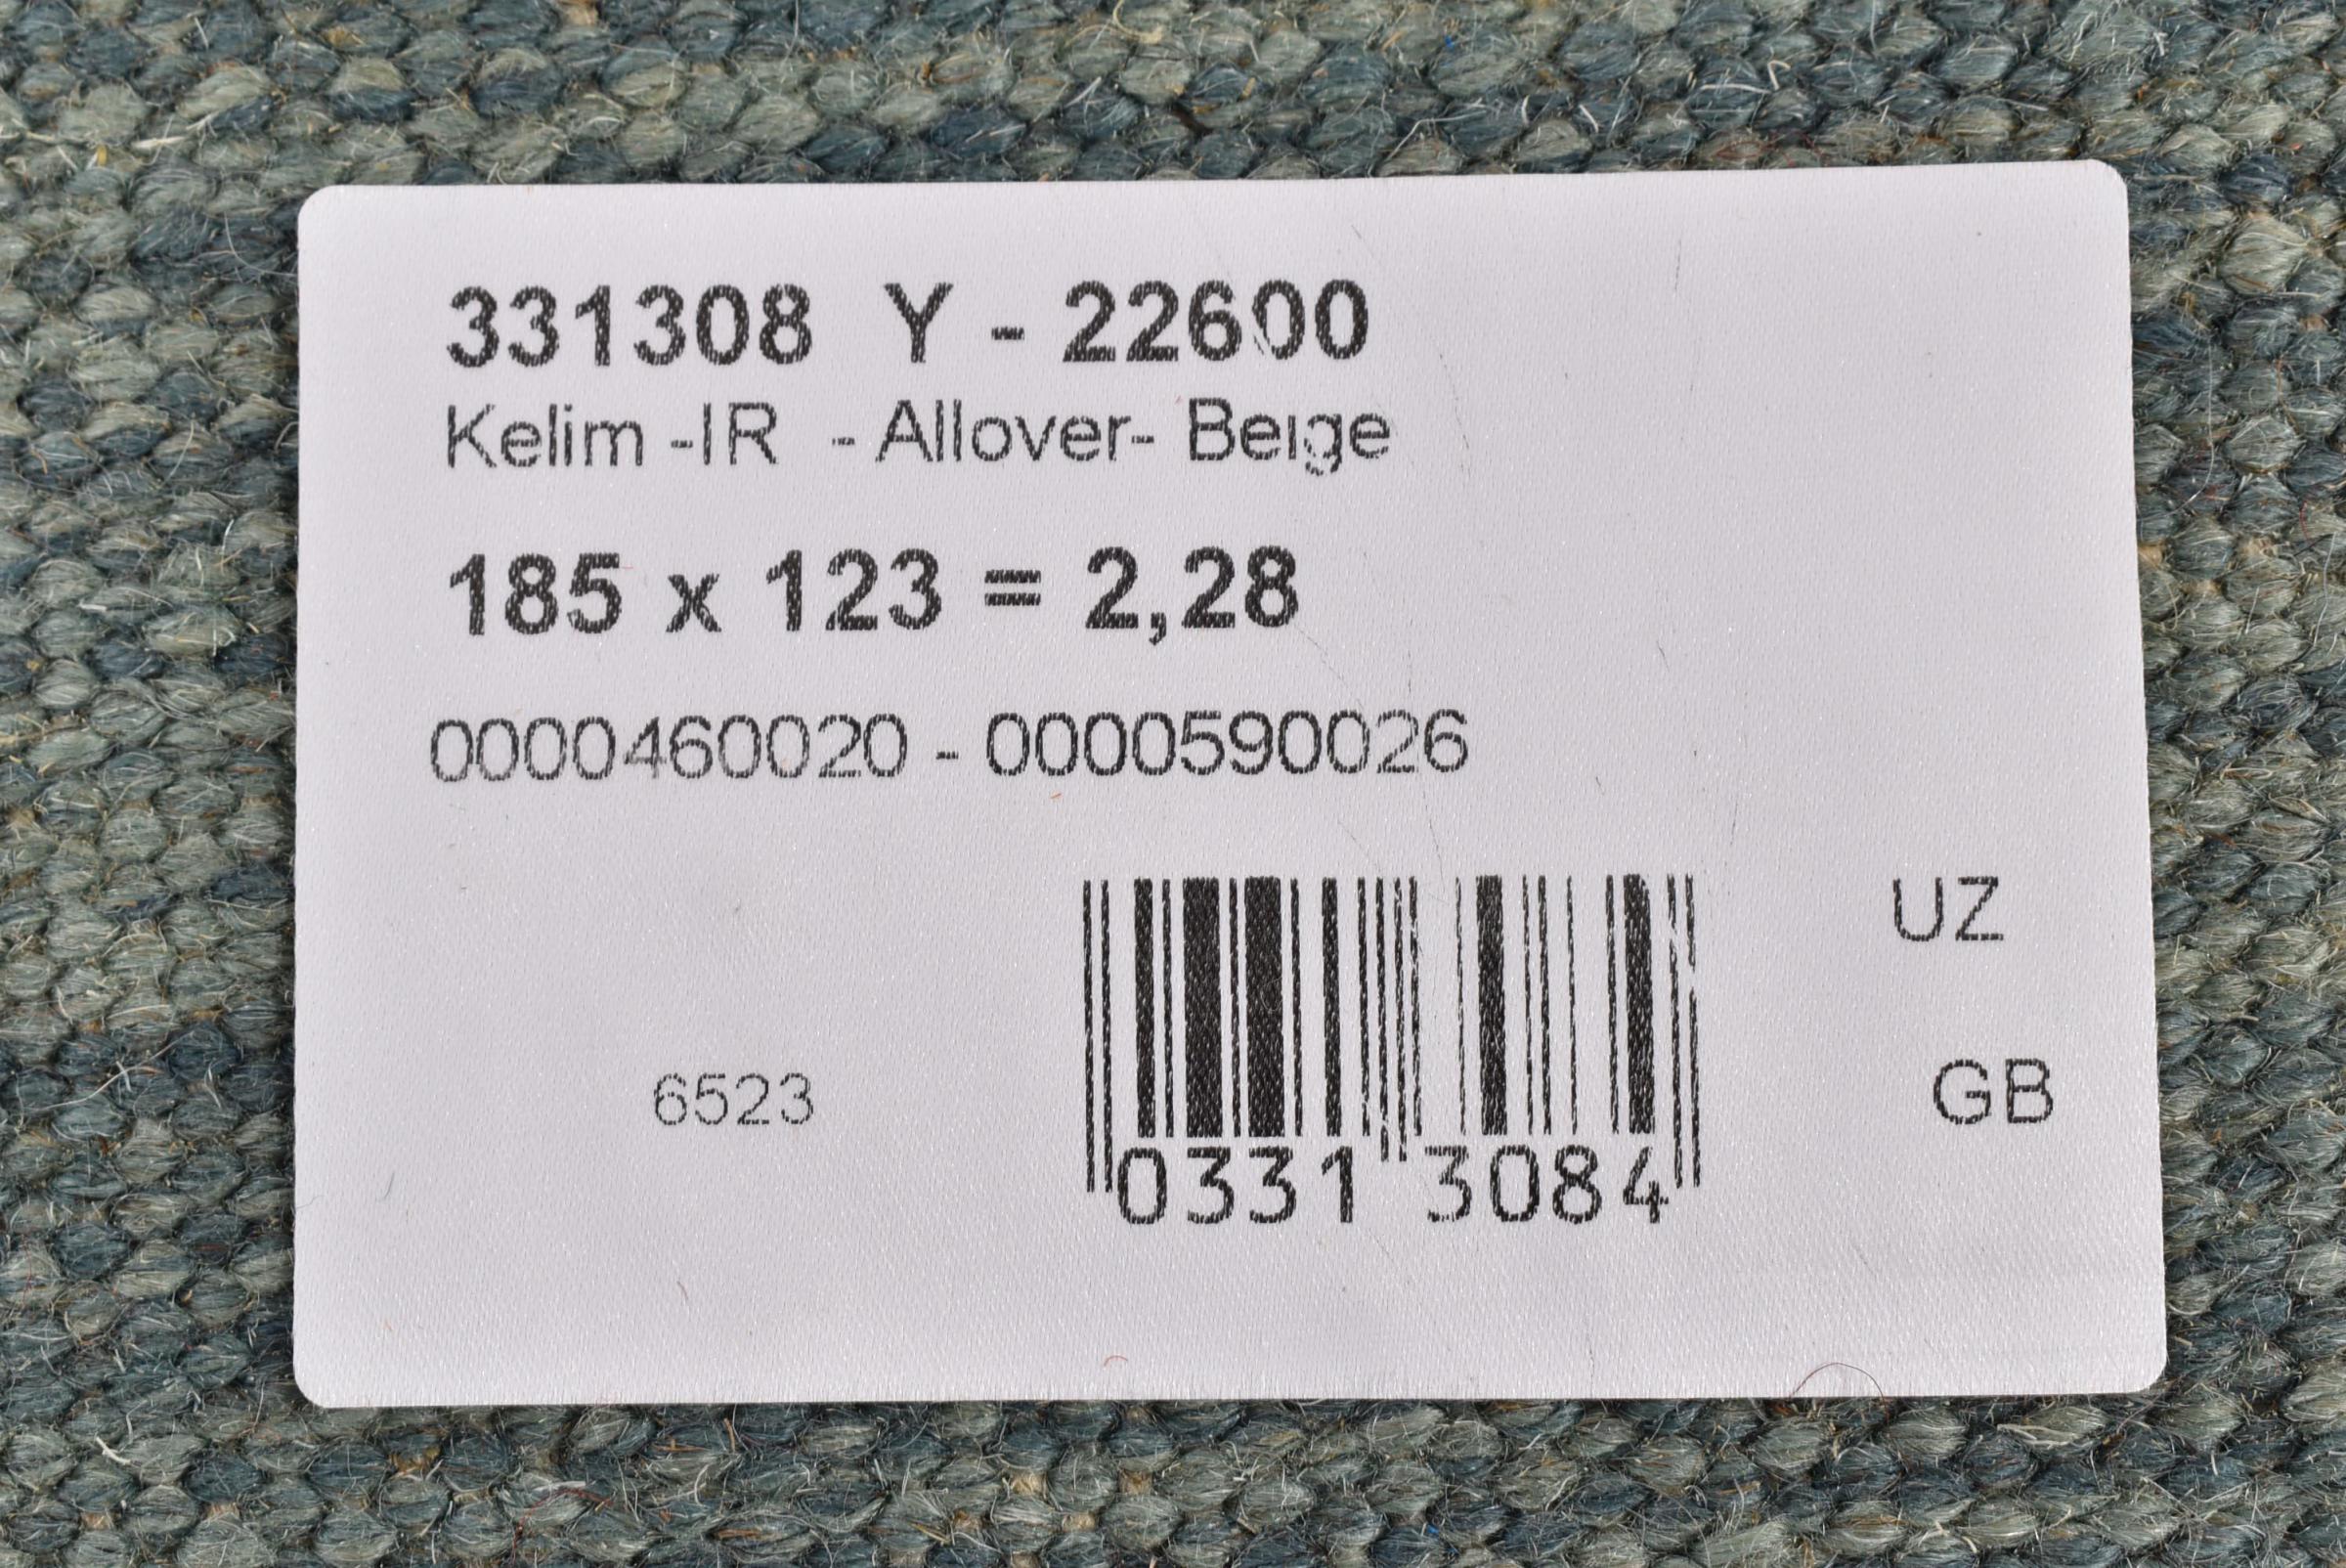 331308 Y - 22600
Kelim -IR - Allover- Beige
185 x 123 = 2,28
0000460020 - 0000590026
UZ
6523
GB
0331 3084